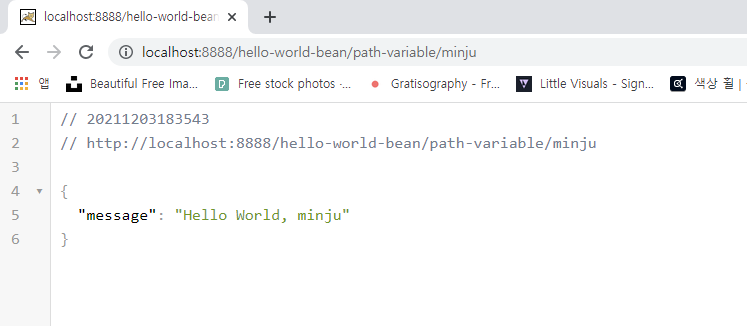 localhost:8888/hello-world-bean
localhost:8888/hello-world-bean/path-variable/minju
앱 Beautiful Free Ima... Free stock photos ·... Gratisography - Fr... Little Visuals - Sign... 색상 휠 |
1 // 20211203183543
2 // http://localhost:8888/hello-world-bean/path-variable/minju
3
4 {
5 "message": "Hello World, minju"
6 }